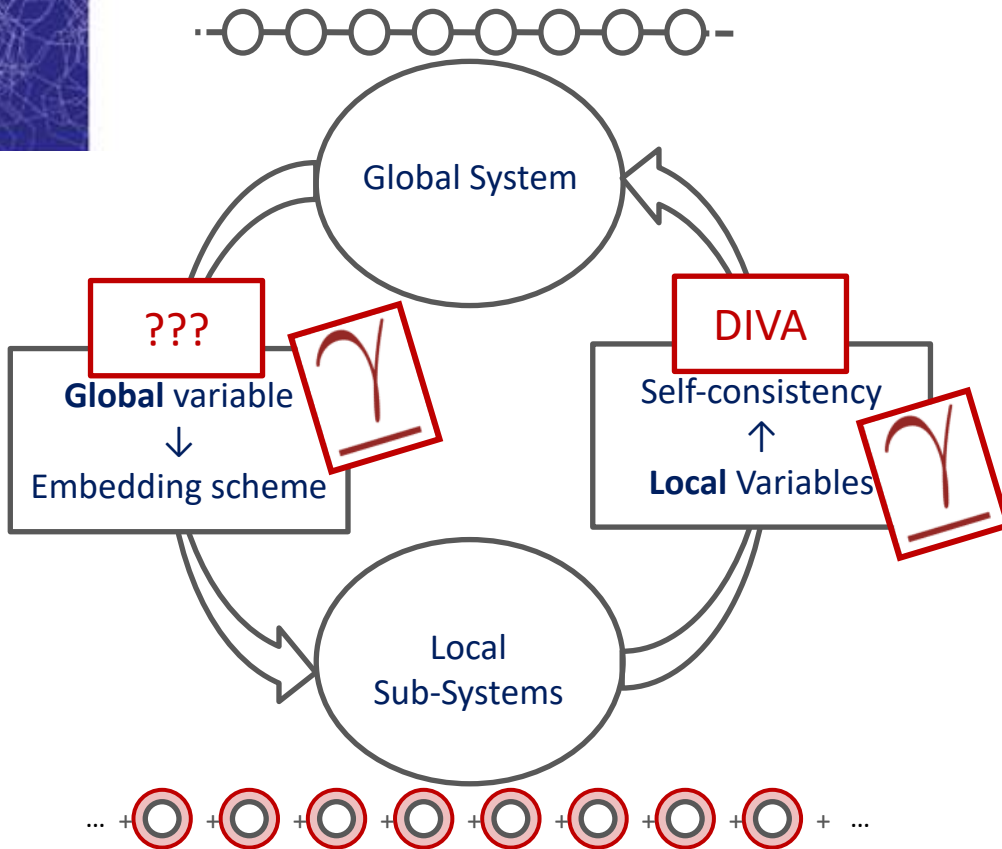 Global System
???
Global variable
↓
Embedding scheme
γ
DIVA
Self-consistency
↑
Local Variables
γ
Local
Sub-Systems
... + + + + + + + + + ...